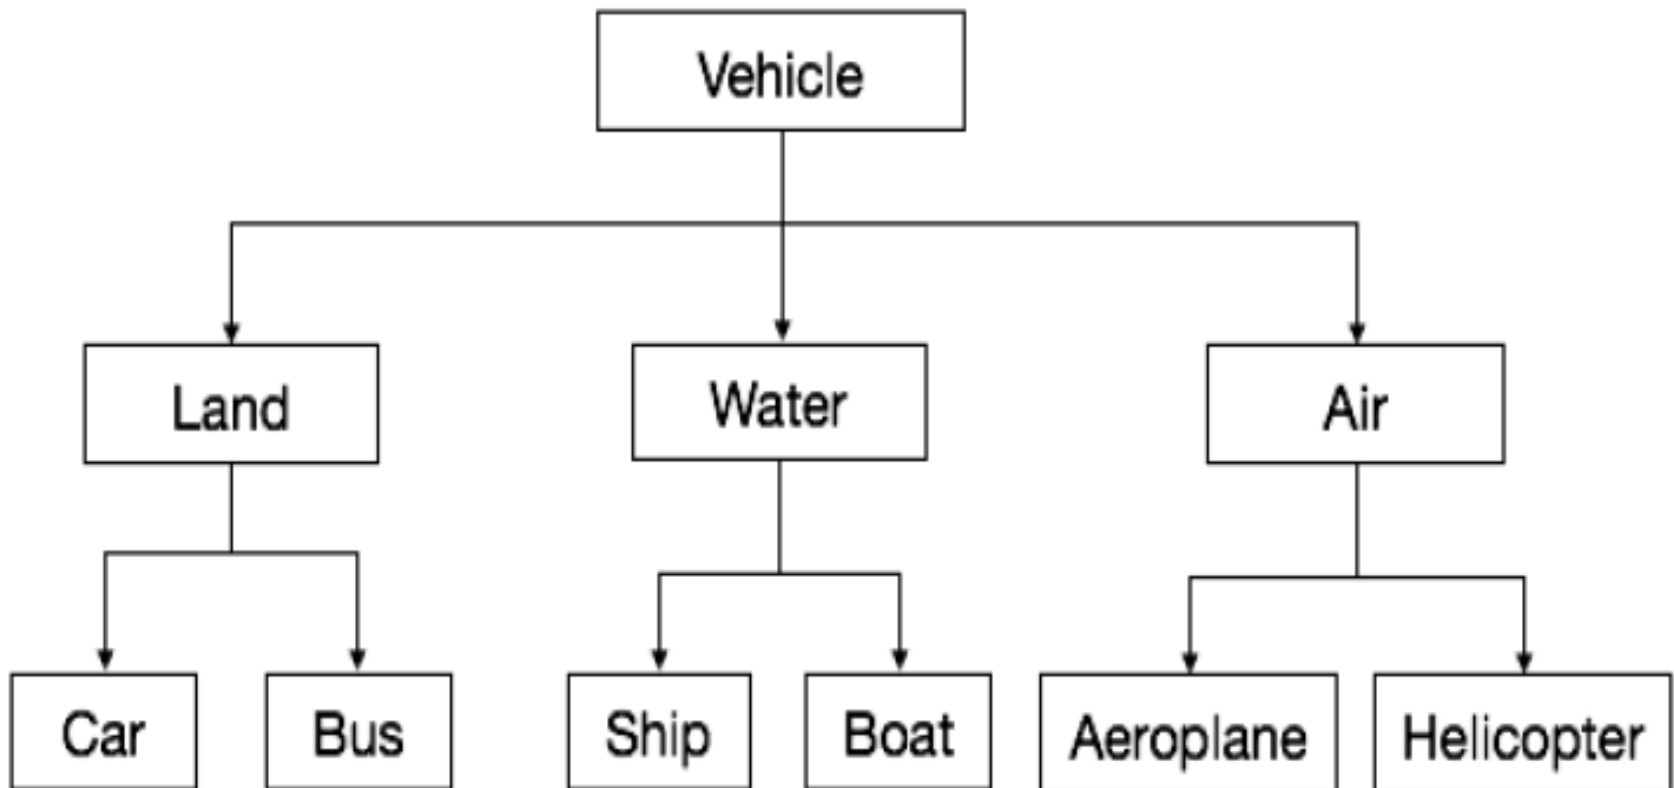 Vehicle
Land
Water
Air
Car
Bus
Ship
Boat
Aeroplane
Helicopter